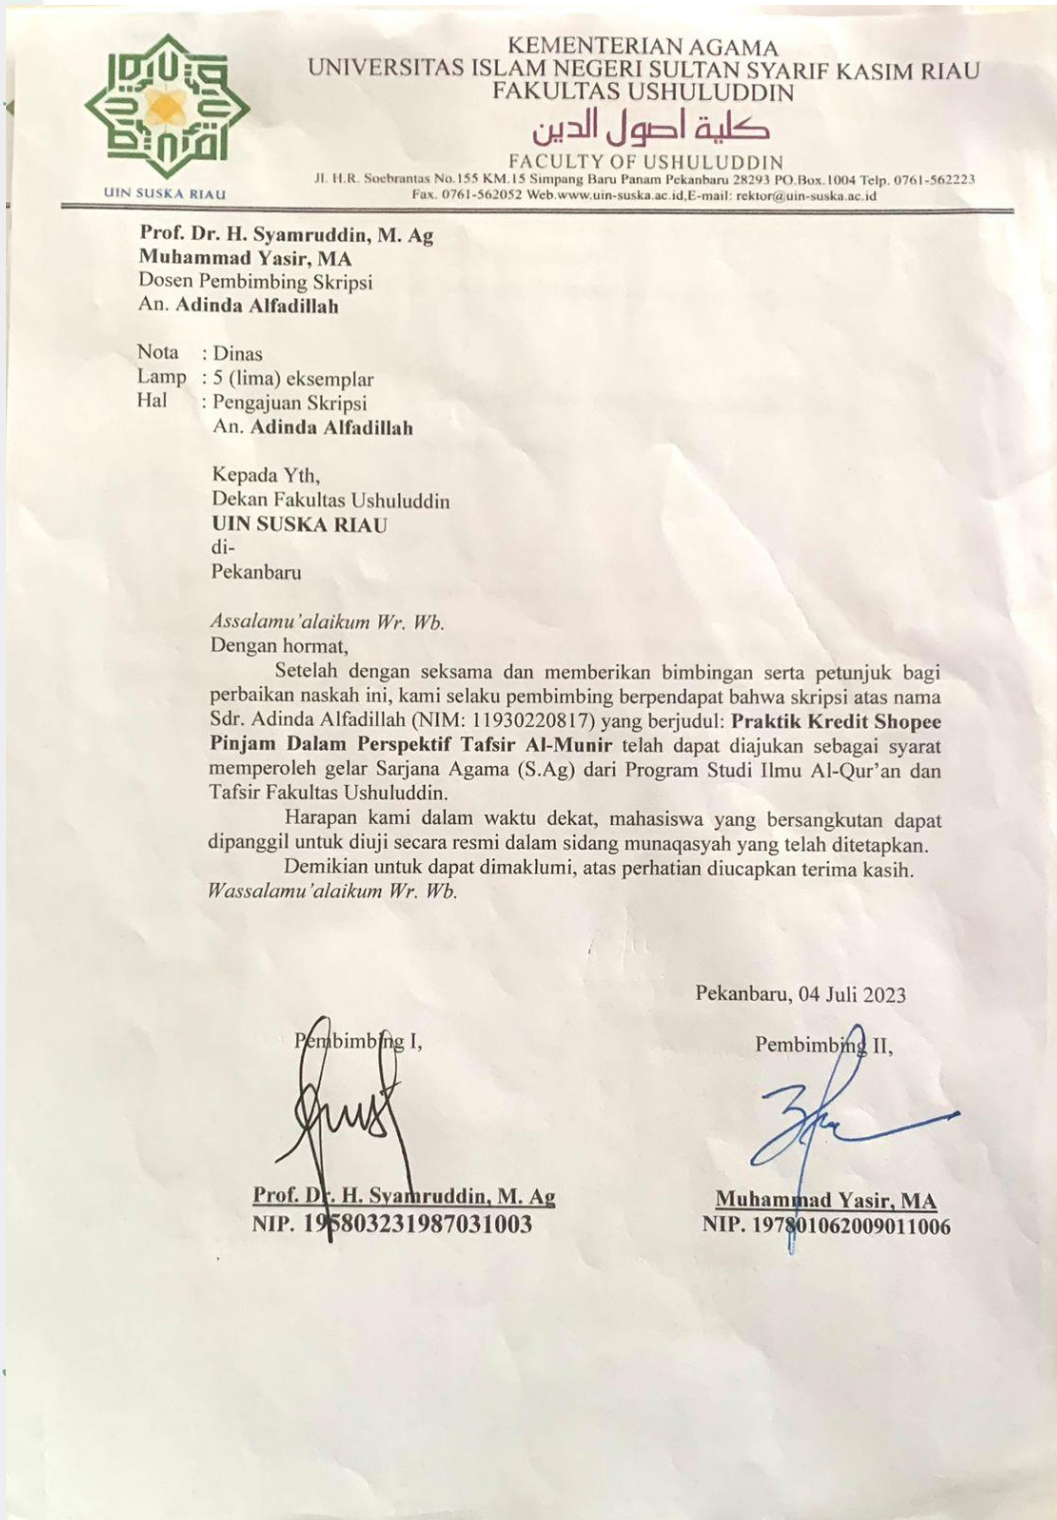 KEMENTERIAN AGAMA
UNIVERSITAS ISLAM NEGERI SULTAN SYARIF KASIM RIAU
FAKULTAS USHULUDDIN
كلية اصول الدين
FACULTY OF USHULUDDIN
Jl. H.R. Soebrantas No.155 KM.15 Simpang Baru Panam Pekanbaru 28293 PO.Box.1004 Telp. 0761-562223
Fax. 0761-562052 Web.www.uin-suska.ac.id,E-mail: rektor@uin-suska.ac.id
UIN SUSKA RIAU
Prof. Dr. H. Syamruddin, M. Ag
Muhammad Yasir, MA
Dosen Pembimbing Skripsi
An. Adinda Alfadillah
Nota : Dinas
Lamp : 5 (lima) eksemplar
Hal : Pengajuan Skripsi
An. Adinda Alfadillah
Kepada Yth,
Dekan Fakultas Ushuluddin
UIN SUSKA RIAU
di-
Pekanbaru
Assalamu'alaikum Wr. Wb.
Dengan hormat,
Setelah dengan seksama dan memberikan bimbingan serta petunjuk bagi
perbaikan naskah ini, kami selaku pembimbing berpendapat bahwa skripsi atas nama
Sdr. Adinda Alfadillah (NIM: 11930220817) yang berjudul: Praktik Kredit Shopee
Pinjam Dalam Perspektif Tafsir Al-Munir telah dapat diajukan sebagai syarat
memperoleh gelar Sarjana Agama (S.Ag) dari Program Studi Ilmu Al-Qur'an dan
Tafsir Fakultas Ushuluddin.
Harapan kami dalam waktu dekat, mahasiswa yang bersangkutan dapat
dipanggil untuk diuji secara resmi dalam sidang munaqasyah yang telah ditetapkan.
Demikian untuk dapat dimaklumi, atas perhatian diucapkan terima kasih.
Wassalamu'alaikum Wr. Wb.
Pekanbaru, 04 Juli 2023
Pembimbing I,
Prof. Dr. H. Syamruddin, M. Ag
NIP. 195803231987031003
Pembimbing II,
Muhammad Yasir, MA
NIP. 197801062009011006